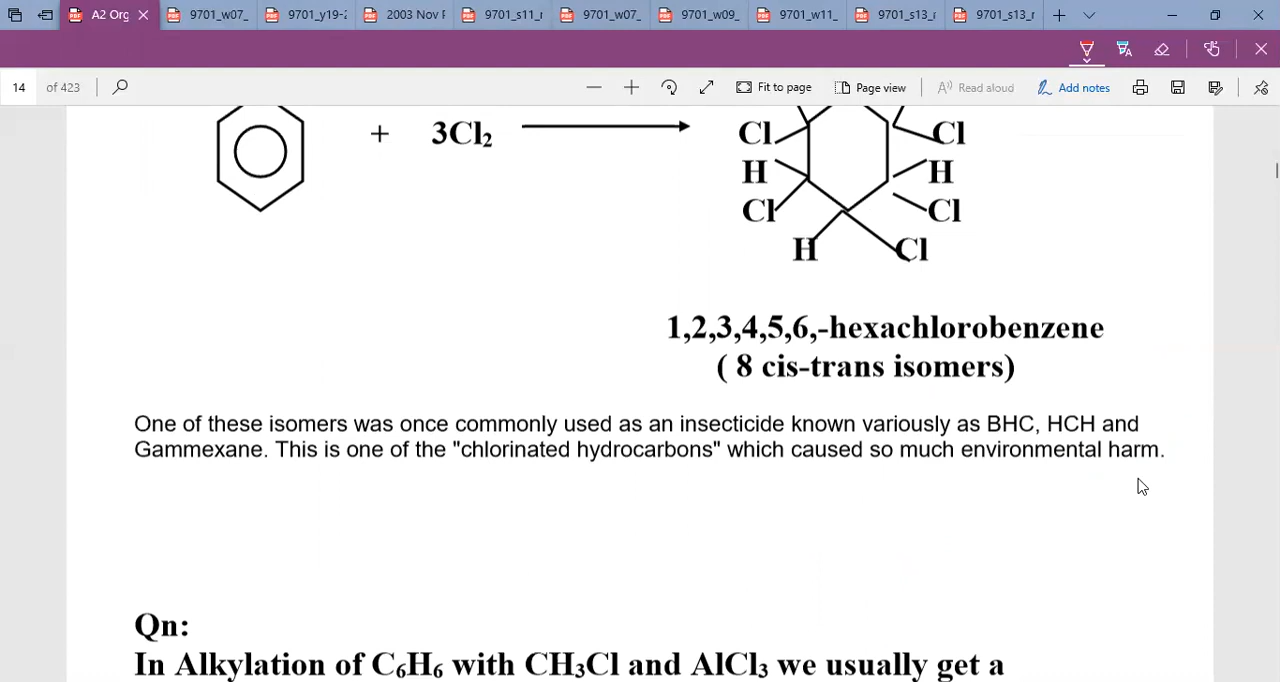 A2 Org
9701_w07_
9701_y19-2
2003 Nov F
9701_s11_r
9701_w07_
9701_w09_
9701_w11_
9701_s13_r
9701_s13_r
14 of 423
Fit to page
Page view
Read aloud
Add notes
+ 3Cl₂
Cl Cl
H H
Cl Cl
H Cl
1,2,3,4,5,6,-hexachlorobenzene
( 8 cis-trans isomers)
One of these isomers was once commonly used as an insecticide known variously as BHC, HCH and
Gammexane. This is one of the "chlorinated hydrocarbons" which caused so much environmental harm.
Qn:
In Alkylation of C₆H₆ with CH₃Cl and AlCl₃ we usually get a